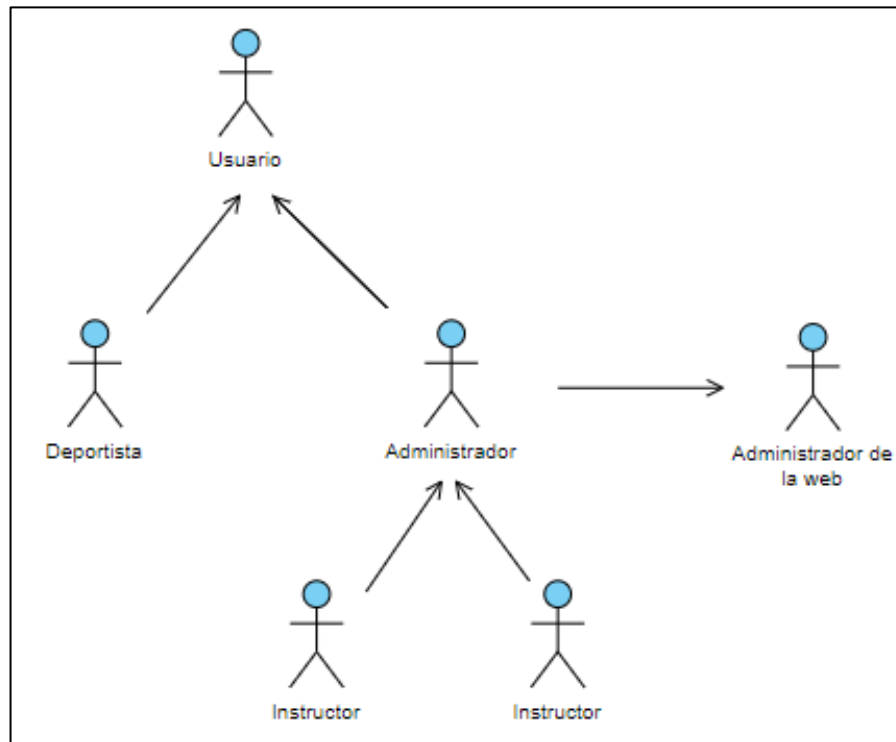 Usuario
Deportista
Administrador
Administrador de
la web
Instructor
Instructor